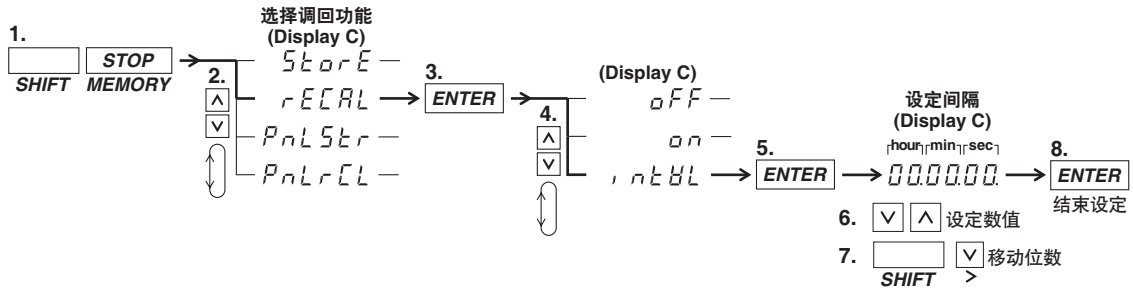 1.
SHIFT
STOP
MEMORY
2.
选择调回功能
(Display C)
StorE
rECAL
PnLStr
PnLrCL
3.
ENTER
4.
(Display C)
oFF
on
intVL
5.
ENTER
设定间隔
(Display C)
hour min sec
00.00.00.
6. 设定数值
7. 移动位数
SHIFT >
8.
ENTER
结束设定